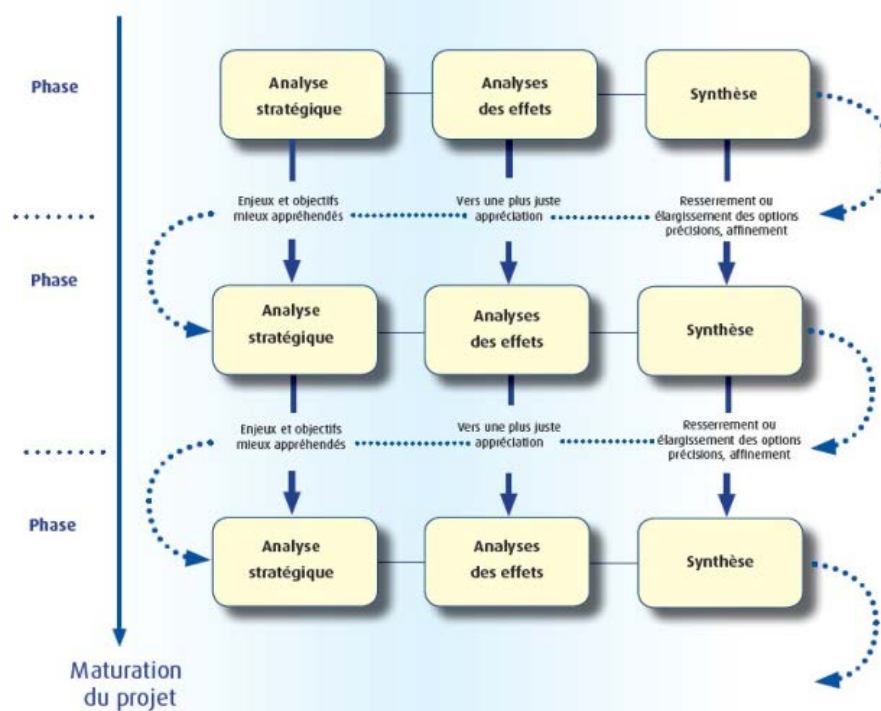 Phase
Analyse
stratégique
Analyses
des effets
Synthèse
Enjeux et objectifs
mieux appréhendés
Vers une plus juste
appréciation
Resserrement ou
élargissement des options
précisions, affinement
Phase
Analyse
stratégique
Analyses
des effets
Synthèse
Enjeux et objectifs
mieux appréhendés
Vers une plus juste
appréciation
Resserrement ou
élargissement des options
précisions, affinement
Phase
Analyse
stratégique
Analyses
des effets
Synthèse
Maturation
du projet